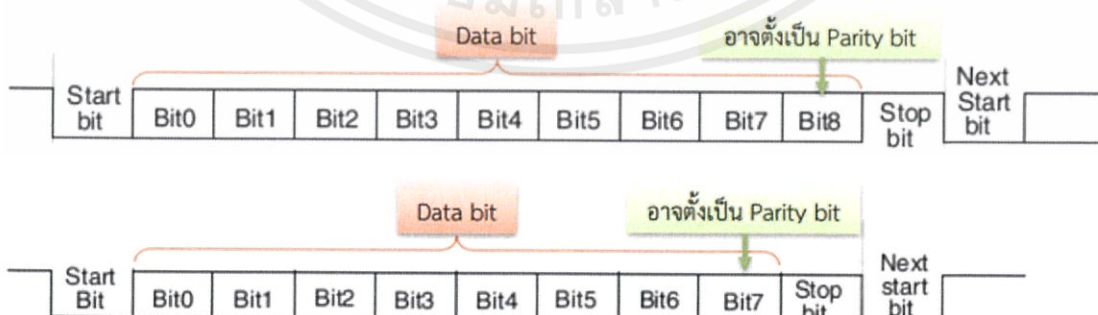 Data bit
อาจตั้งเป็น Parity bit
Start
bit
Bit0 Bit1 Bit2 Bit3 Bit4 Bit5 Bit6 Bit7 Bit8
Stop
bit
Next
Start
bit
Data bit
อาจตั้งเป็น Parity bit
Start
Bit
Bit0 Bit1 Bit2 Bit3 Bit4 Bit5 Bit6 Bit7
Stop
bit
Next
start
bit